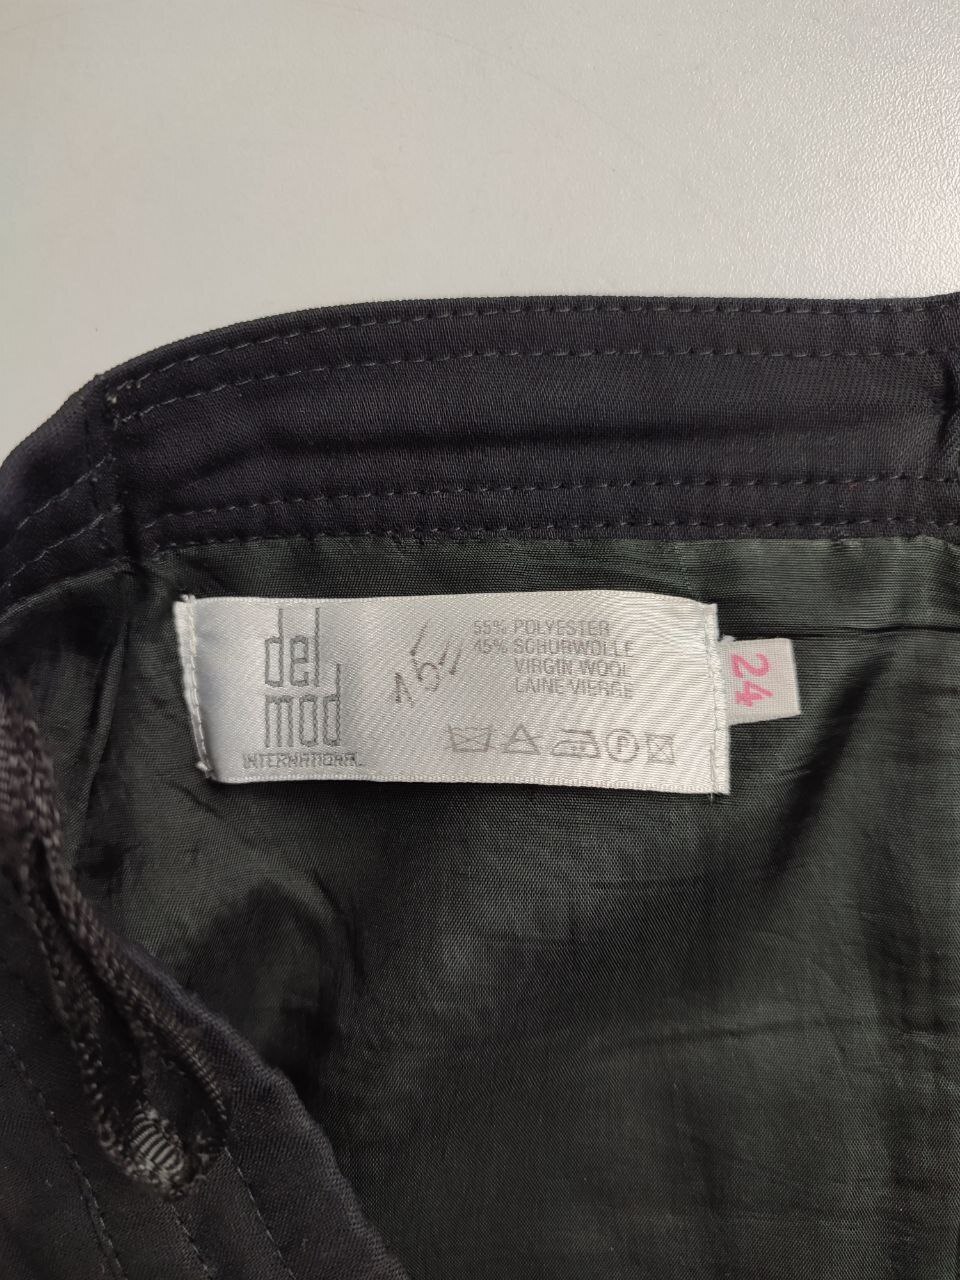 del
mod
INTERNATIONAL
55% POLYESTER
45% SCHURWOLLE
VIRGIN WOOL
LAINE VIERGE
24